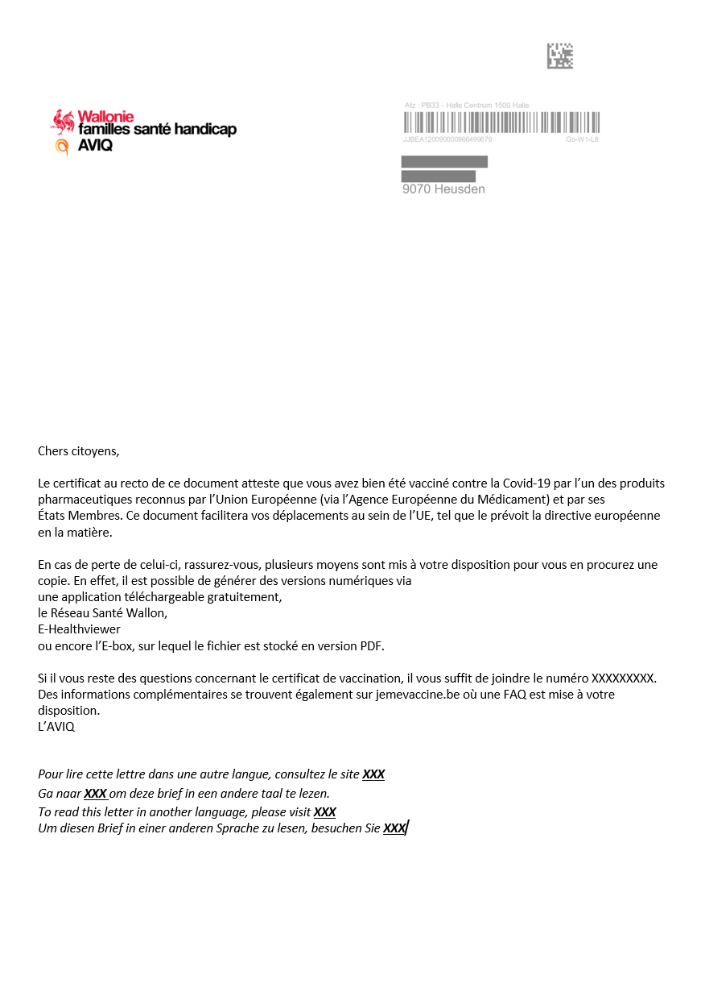 Wallonie
familles santé handicap
AVIQ
Afz : PB33 - Halle Centrum 1500 Halle
JJBEA120090000966499679 Gb-W1-L8
9070 Heusden
Chers citoyens,
Le certificat au recto de ce document atteste que vous avez bien été vacciné contre la Covid-19 par l’un des produits
pharmaceutiques reconnus par l’Union Européenne (via l’Agence Européenne du Médicament) et par ses
États Membres. Ce document facilitera vos déplacements au sein de l’UE, tel que le prévoit la directive européenne
en la matière.
En cas de perte de celui-ci, rassurez-vous, plusieurs moyens sont mis à votre disposition pour vous en procurez une
copie. En effet, il est possible de générer des versions numériques via
une application téléchargeable gratuitement,
le Réseau Santé Wallon,
E-Healthviewer
ou encore l’E-box, sur lequel le fichier est stocké en version PDF.
Si il vous reste des questions concernant le certificat de vaccination, il vous suffit de joindre le numéro XXXXXXXXX.
Des informations complémentaires se trouvent également sur jemevaccine.be où une FAQ est mise à votre
disposition.
L’AVIQ
Pour lire cette lettre dans une autre langue, consultez le site XXX
Ga naar XXX om deze brief in een andere taal te lezen.
To read this letter in another language, please visit XXX
Um diesen Brief in einer anderen Sprache zu lesen, besuchen Sie XXX